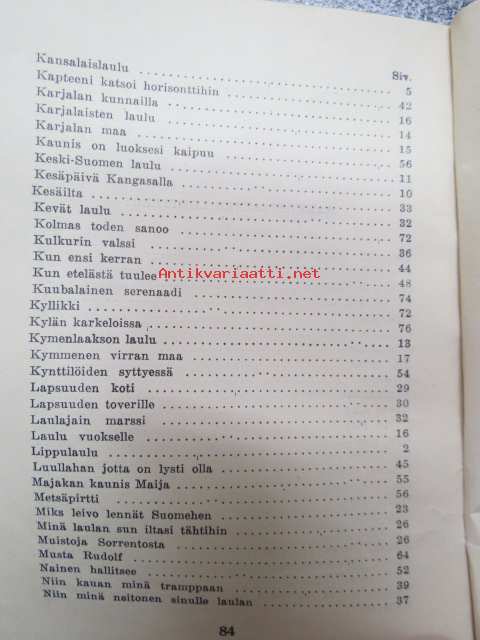 Siv.
Kansalaislaulu 5
Kapteeni katsoi horisonttihin 42
Karjalan kunnailla 16
Karjalaisten laulu 14
Karjalan maa 15
Kaunis on luoksesi kaipuu 56
Keski-Suomen laulu 11
Kesäpäivä Kangasalla 10
Kesäilta 33
Kevät laulu 32
Kolmas toden sanoo 72
Kulkurin valssi 36
Kun ensi kerran 44
Kun etelästä tuulee 48
Antikvariaatti.net
Kuubalainen serenaadi 74
Kyllikki 72
Kylän karkeloissa 76
Kymenlaakson laulu 13
Kymmenen virran maa 17
Kynttilöiden syttyessä 54
Lapsuuden koti 29
Lapsuuden toverille 30
Laulajain marssi 32
Laulu vuokselle 16
Lippulaulu 2
Luullahan jotta on lysti olla 45
Majakan kaunis Maija 55
Metsäpirtti 56
Miks leivo lennät Suomehen 23
Minä laulan sun iltasi tähtihin 26
Muistoja Sorrentosta 26
Musta Rudolf 64
Nainen hallitsee 52
Niin kauan minä tramppaan 39
Niin minä neitonen sinulle laulan 37
84